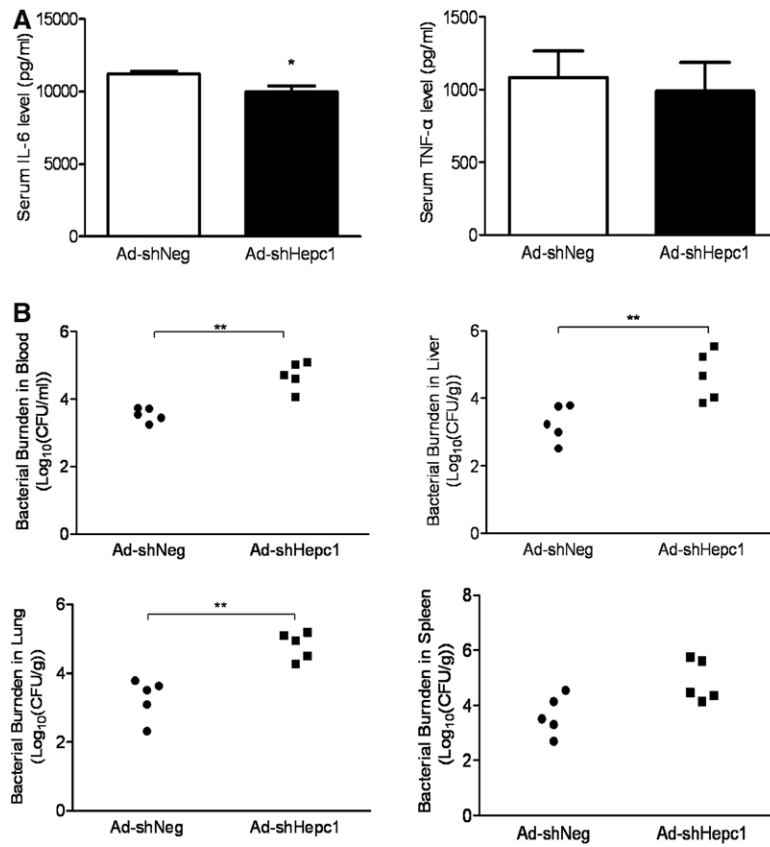 A
Serum IL-6 level (pg/ml)
15000
10000
5000
0
*
Ad-shNeg
Ad-shHepc1
Serum TNF-α level (pg/ml)
1500
1000
500
0
Ad-shNeg
Ad-shHepc1
B
Bacterial Burnden in Blood
(Log₁₀(CFU/ml))
6
4
2
0
**
Ad-shNeg
Ad-shHepc1
Bacterial Burnden in Liver
(Log₁₀(CFU/g))
6
4
2
0
**
Ad-shNeg
Ad-shHepc1
Bacterial Burnden in Lung
(Log₁₀(CFU/g))
6
4
2
0
**
Ad-shNeg
Ad-shHepc1
Bacterial Burnden in Spleen
(Log₁₀(CFU/g))
8
6
4
2
0
Ad-shNeg
Ad-shHepc1